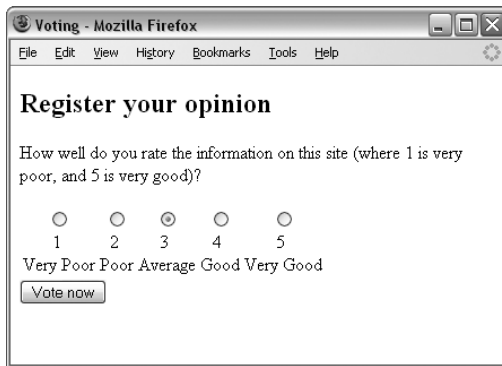 Voting - Mozilla Firefox
File Edit View History Bookmarks Tools Help
Register your opinion
How well do you rate the information on this site (where 1 is very
poor, and 5 is very good)?
1 2 3 4 5
Very Poor Poor Average Good Very Good
Vote now